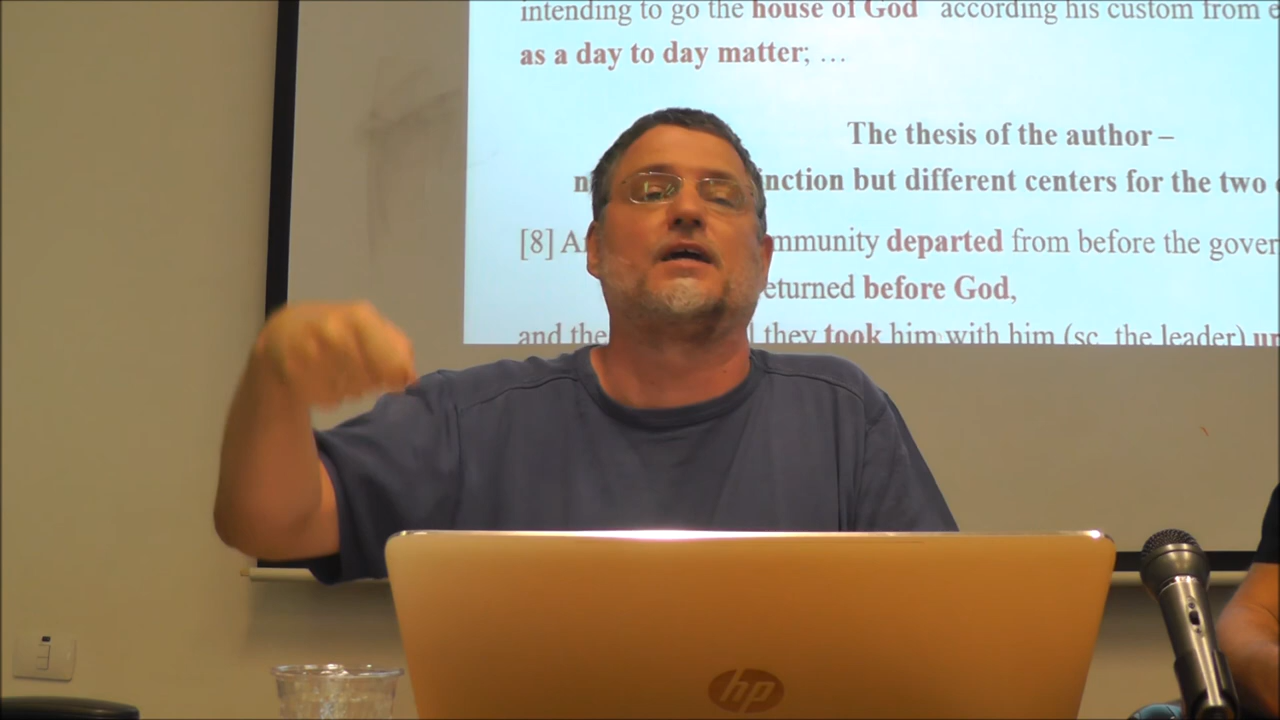 intending to go the house of God according his custom from e
as a day to day matter; …
The thesis of the author –
nction but different centers for the two
[8] A mmunity departed from before the gover
eturned before God,
and the they took him with him (sc. the leader) u
hp